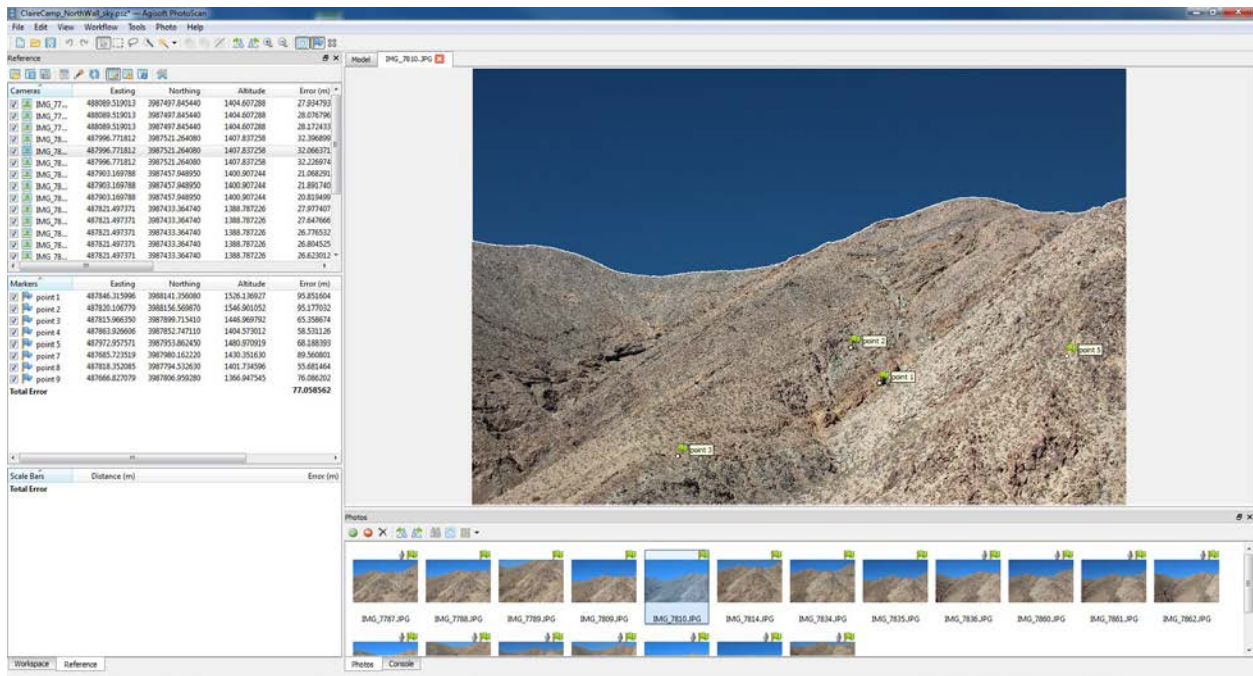 ClaireCamp_NorthWall_sky.psz* — Agisoft PhotoScan
File Edit View Workflow Tools Photo Help
Reference
Model IMG_7810.JPG
Cameras Easting Northing Altitude Error (m)
IMG_77... 488089.519013 3987497.845440 1404.607288 27.934793
IMG_77... 488089.519013 3987497.845440 1404.607288 28.076796
IMG_77... 488089.519013 3987497.845440 1404.607288 28.172433
IMG_78... 487996.771812 3987521.264080 1407.837258 32.396899
IMG_78... 487996.771812 3987521.264080 1407.837258 32.066371
IMG_78... 487996.771812 3987521.264080 1407.837258 32.226974
IMG_78... 487903.169788 3987457.948950 1400.907244 21.068291
IMG_78... 487903.169788 3987457.948950 1400.907244 21.891740
IMG_78... 487903.169788 3987457.948950 1400.907244 20.819499
IMG_78... 487821.497371 3987433.364740 1388.787226 27.977407
IMG_78... 487821.497371 3987433.364740 1388.787226 27.647666
IMG_78... 487821.497371 3987433.364740 1388.787226 26.776532
IMG_78... 487821.497371 3987433.364740 1388.787226 26.804525
IMG_78... 487821.497371 3987433.364740 1388.787226 26.623012
Markers Easting Northing Altitude Error (m)
point 1 487846.315996 3988141.356080 1526.136927 95.851604
point 2 487820.106779 3988156.569870 1546.901052 95.177032
point 3 487815.966350 3987899.715410 1446.969792 65.358674
point 4 487863.926606 3987852.747110 1404.573012 58.531126
point 5 487972.957571 3987953.862450 1480.970919 68.188393
point 7 487685.723519 3987980.162220 1430.351630 89.560801
point 8 487818.352085 3987794.532630 1401.734596 55.681464
point 9 487666.827079 3987806.959280 1366.947545 76.086202
Total Error 77.058562
Scale Bars Distance (m) Error (m)
Total Error
Workspace Reference
point 2
point 5
point 1
point 3
Photos
IMG_7787.JPG IMG_7788.JPG IMG_7789.JPG IMG_7809.JPG IMG_7810.JPG IMG_7814.JPG IMG_7834.JPG IMG_7835.JPG IMG_7836.JPG IMG_7860.JPG IMG_7861.JPG IMG_7862.JPG
Photos Console